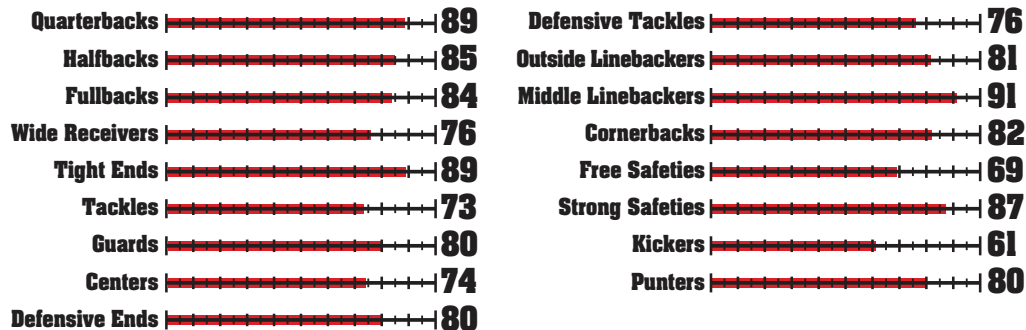 Quarterbacks 89
Halfbacks 85
Fullbacks 84
Wide Receivers 76
Tight Ends 89
Tackles 73
Guards 80
Centers 74
Defensive Ends 80
Defensive Tackles 76
Outside Linebackers 81
Middle Linebackers 91
Cornerbacks 82
Free Safeties 69
Strong Safeties 87
Kickers 61
Punters 80